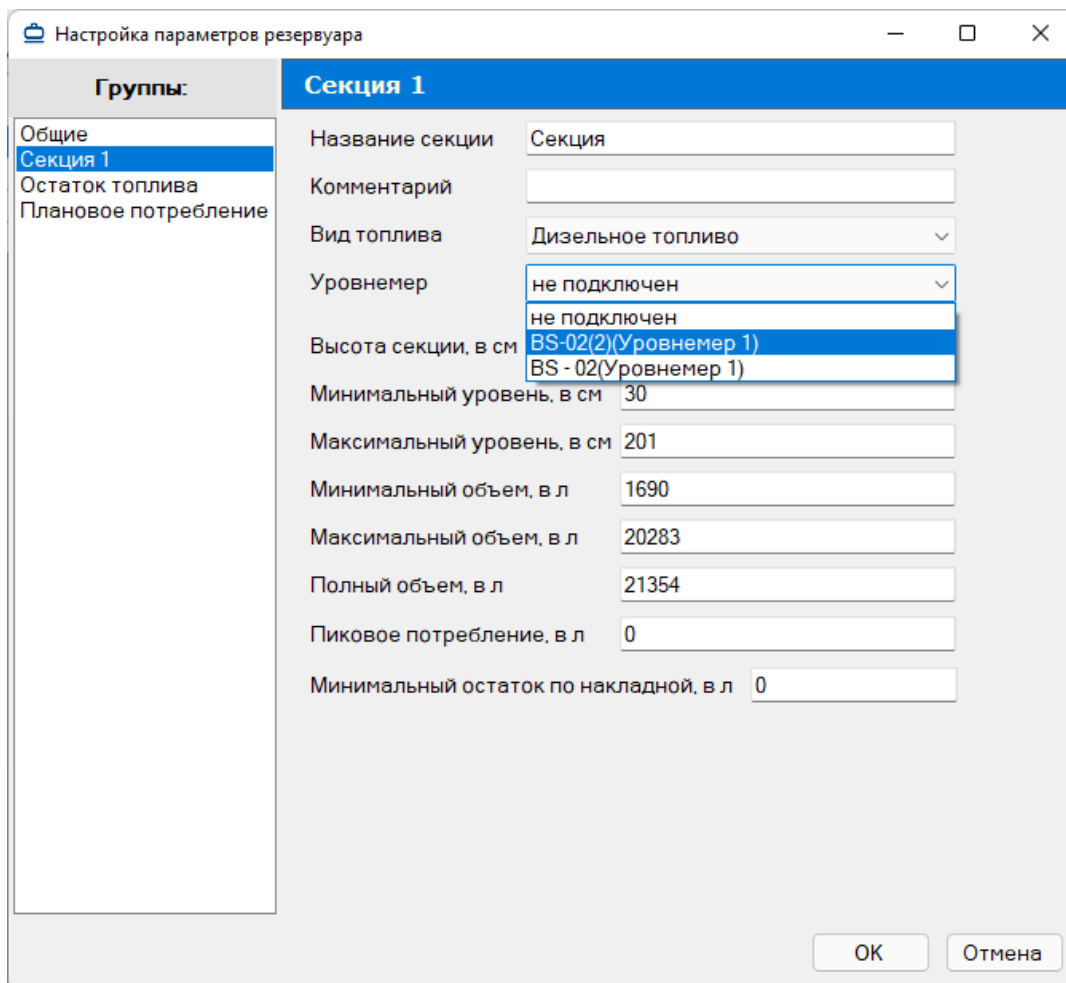 Настройка параметров резервуара
Группы:
Общие
Секция 1
Остаток топлива
Плановое потребление
Секция 1
Название секции Секция
Комментарий
Вид топлива Дизельное топливо
Уровнемер не подключен
не подключен
BS-02(2)(Уровнемер 1)
BS - 02(Уровнемер 1)
Высота секции, в см
Минимальный уровень, в см 30
Максимальный уровень, в см 201
Минимальный объем, в л 1690
Максимальный объем, в л 20283
Полный объем, в л 21354
Пиковое потребление, в л 0
Минимальный остаток по накладной, в л 0
OK Отмена